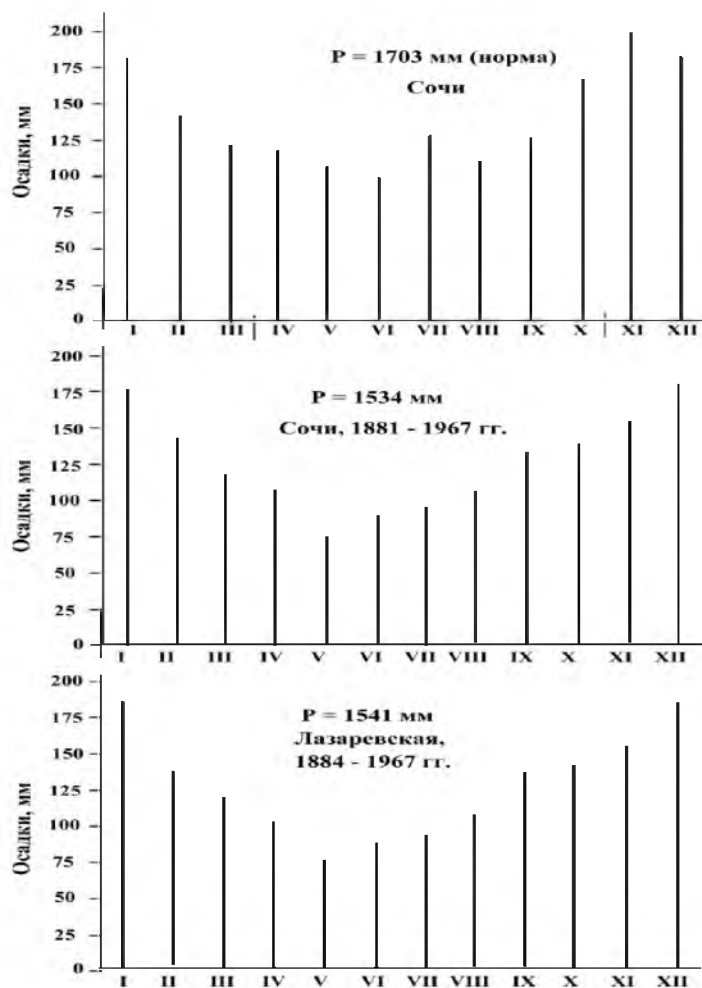 200
175
150
125
100
75
50
25
0
Осадки, мм
P = 1703 мм (норма)
Сочи
I II III IV V VI VII VIII IX X XI XII
200
175
150
125
100
75
50
25
0
Осадки, мм
P = 1534 мм
Сочи, 1881 - 1967 гг.
I II III IV V VI VII VIII IX X XI XII
200
175
150
125
100
75
50
25
0
Осадки, мм
P = 1541 мм
Лазаревская,
1884 - 1967 гг.
I II III IV V VI VII VIII IX X XI XII